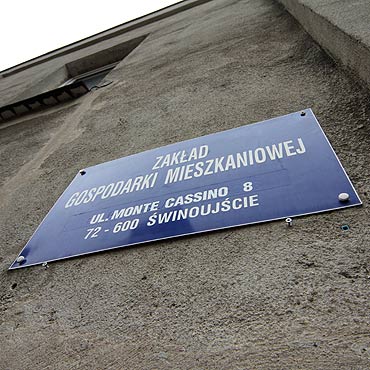 ZAKŁAD
GOSPODARKI MIESZKANIOWEJ
UL. MONTE CASSINO 8
72 - 600 ŚWINOUJŚCIE